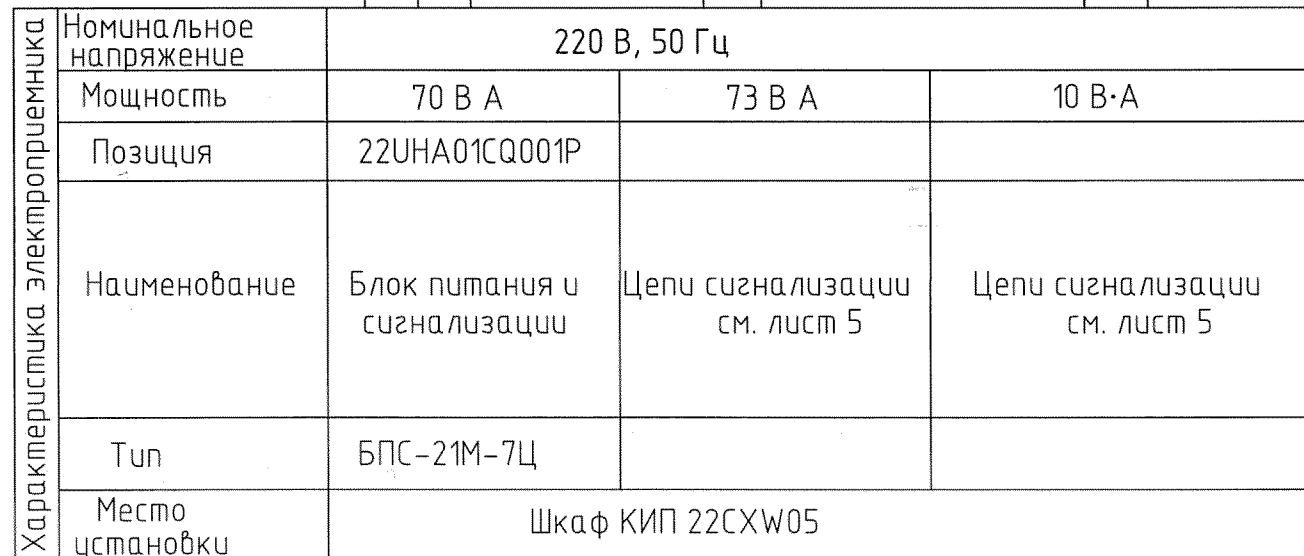 Характеристика электроприемника
Номинальное
напряжение
220 В, 50 Гц
Мощность
70 В А
73 В А
10 В·А
Позиция
22UHA01CQ001P
Наименование
Блок питания и
сигнализации
Цепи сигнализации
см. лист 5
Цепи сигнализации
см. лист 5
Тип
БПС-21М-7Ц
Место
установки
Шкаф КИП 22CXW05